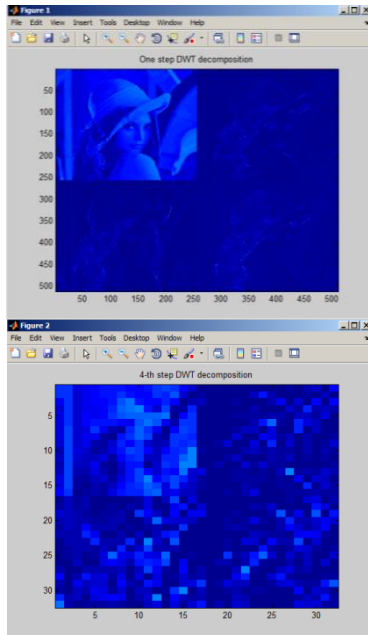 Figure 1
File Edit View Insert Tools Desktop Window Help
One step DWT decomposition
50
100
150
200
250
300
350
400
450
500
50 100 150 200 250 300 350 400 450 500
Figure 2
File Edit View Insert Tools Desktop Window Help
4-th step DWT decomposition
5
10
15
20
25
30
5 10 15 20 25 30